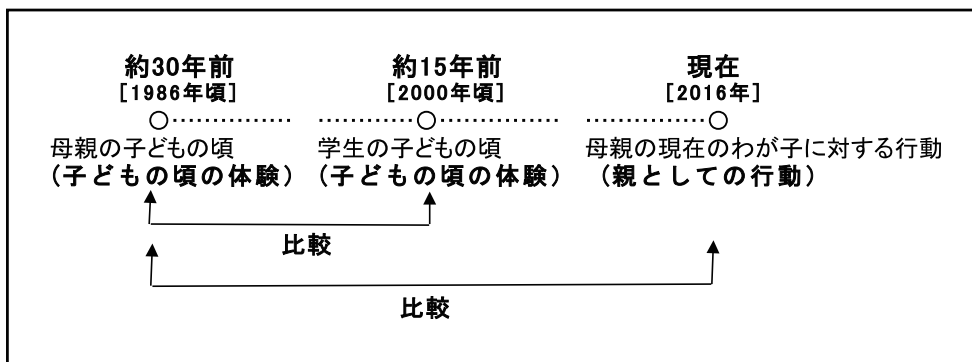 約30年前 約15年前 現在
[1986年頃] [2000年頃] [2016年]
母親の子どもの頃 学生の子どもの頃 母親の現在のわが子に対する行動
(子どもの頃の体験) (子どもの頃の体験) (親としての行動)
比較
比較